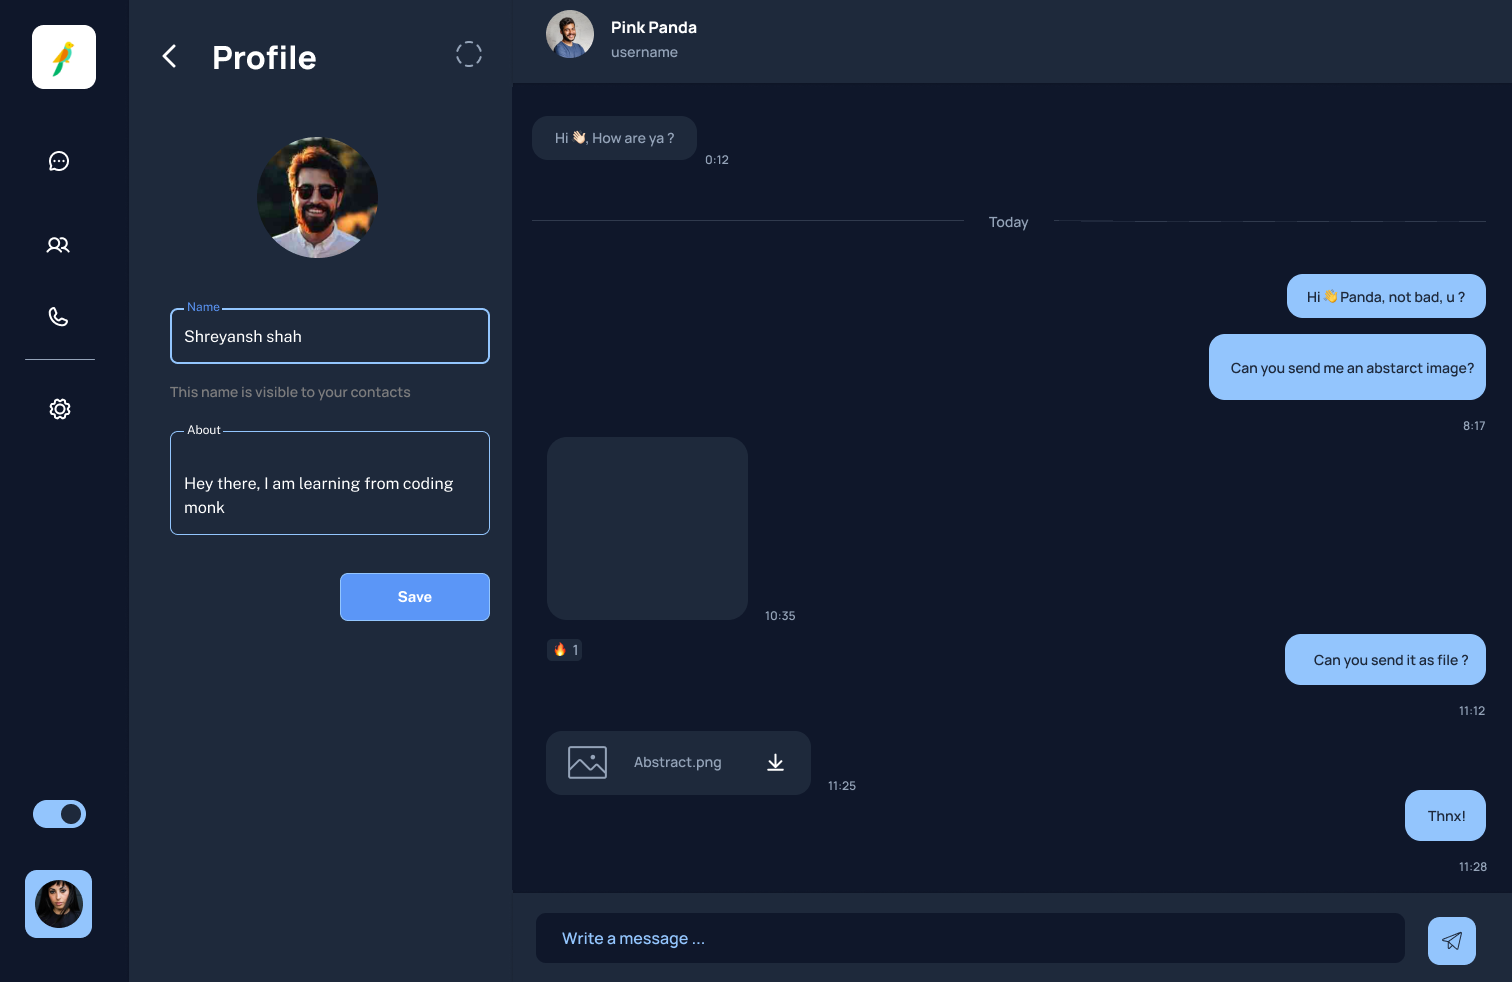 Profile
Name
Shreyansh shah
This name is visible to your contacts
About
Hey there, I am learning from coding
monk
Save
Pink Panda
username
Hi 👋🏻, How are ya ?
0:12
Today
Hi 👋 Panda, not bad, u ?
Can you send me an abstarct image?
8:17
10:35
🔥 1
Can you send it as file ?
11:12
Abstract.png
11:25
Thnx!
11:28
Write a message ...